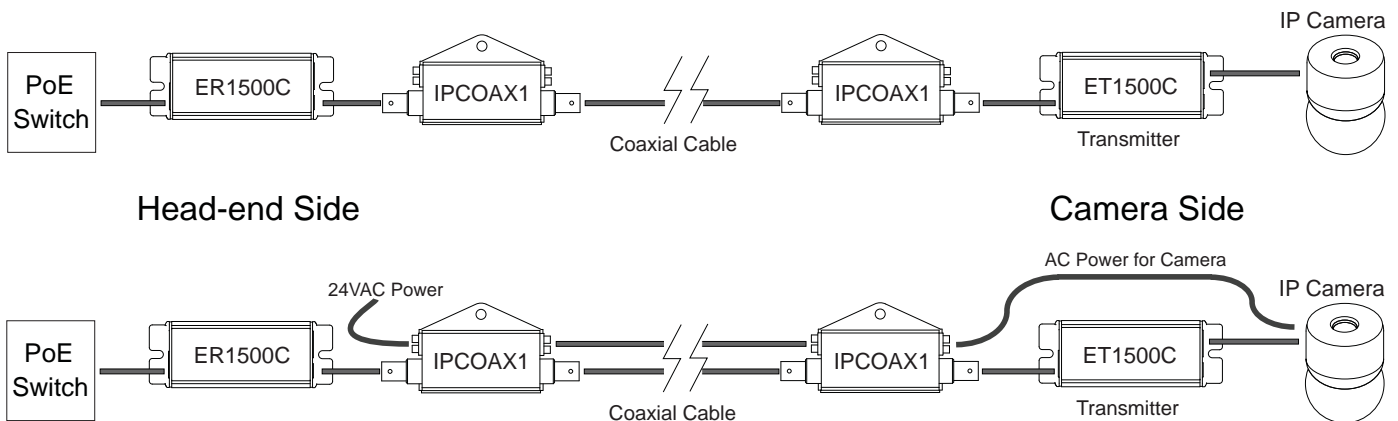 IP Camera
PoE
Switch
ER1500C
IPCOAX1
IPCOAX1
ET1500C
Coaxial Cable
Transmitter
Head-end Side
Camera Side
AC Power for Camera
24VAC Power
IP Camera
PoE
Switch
ER1500C
IPCOAX1
IPCOAX1
ET1500C
Coaxial Cable
Transmitter